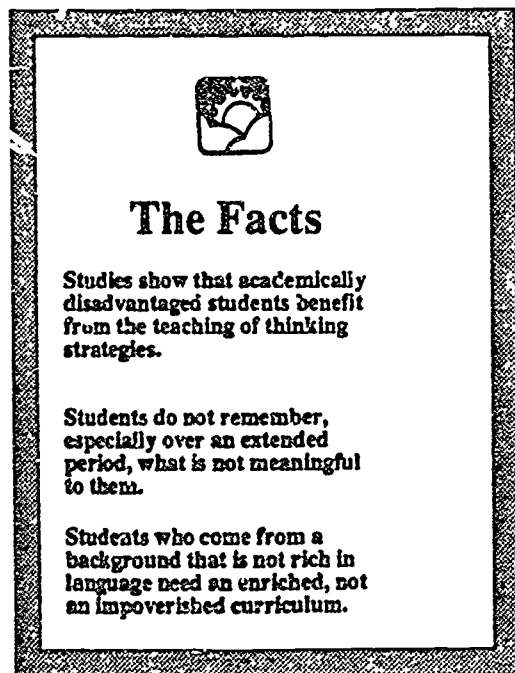 The Facts
Studies show that academically
disadvantaged students benefit
from the teaching of thinking
strategies.
Students do not remember,
especially over an extended
period, what is not meaningful
to them.
Students who come from a
background that is not rich in
language need an enriched, not
an impoverished curriculum.